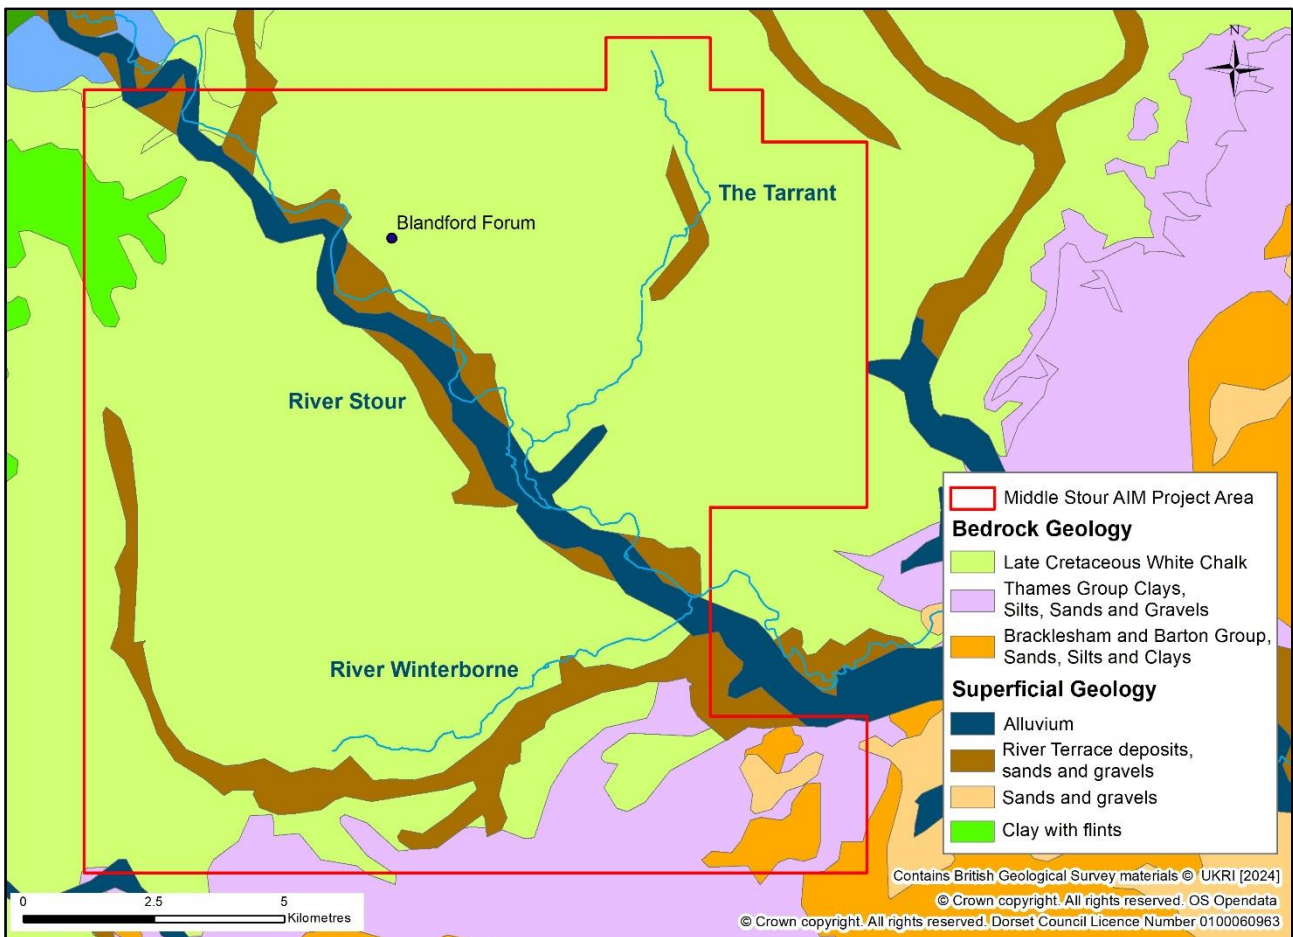 N
The Tarrant
Blandford Forum
River Stour
River Winterborne
Middle Stour AIM Project Area
Bedrock Geology
Late Cretaceous White Chalk
Thames Group Clays,
Silts, Sands and Gravels
Bracklesham and Barton Group,
Sands, Silts and Clays
Superficial Geology
Alluvium
River Terrace deposits,
sands and gravels
Sands and gravels
Clay with flints
0 2.5 5
Kilometres
Contains British Geological Survey materials © UKRI [2024]
© Crown copyright. All rights reserved. OS Opendata
© Crown copyright. All rights reserved. Dorset Council Licence Number 0100060963